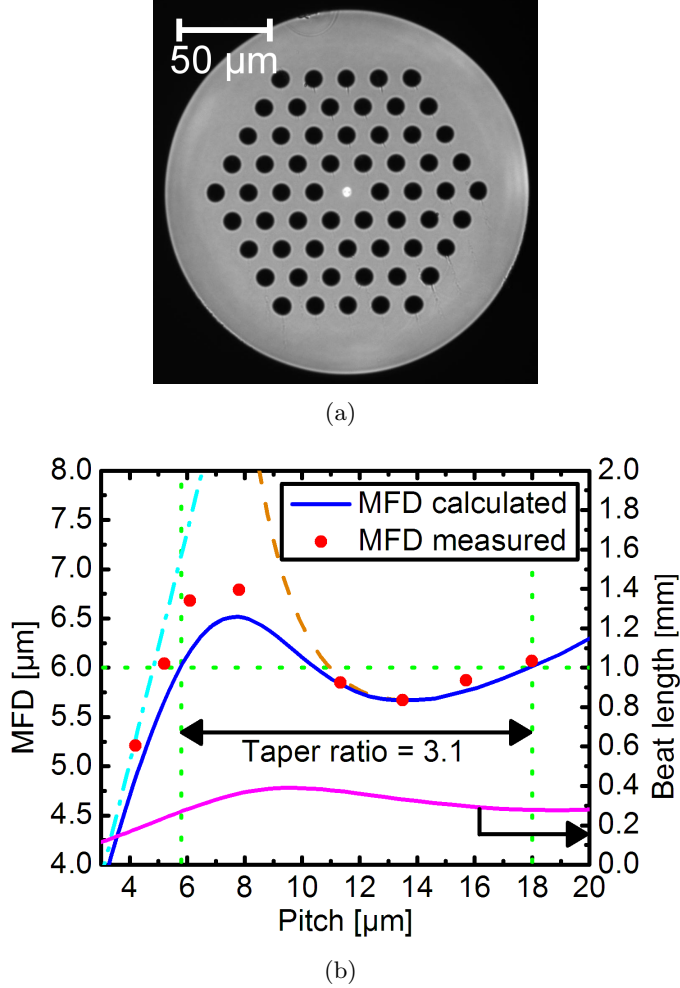 50 μm
(a)
8.0
7.5
7.0
6.5
6.0
5.5
5.0
4.5
4.0
MFD [μm]
MFD calculated
MFD measured
Taper ratio = 3.1
2.0
1.8
1.6
1.4
1.2
1.0
0.8
0.6
0.4
0.2
0.0
Beat length [mm]
4 6 8 10 12 14 16 18 20
Pitch [μm]
(b)